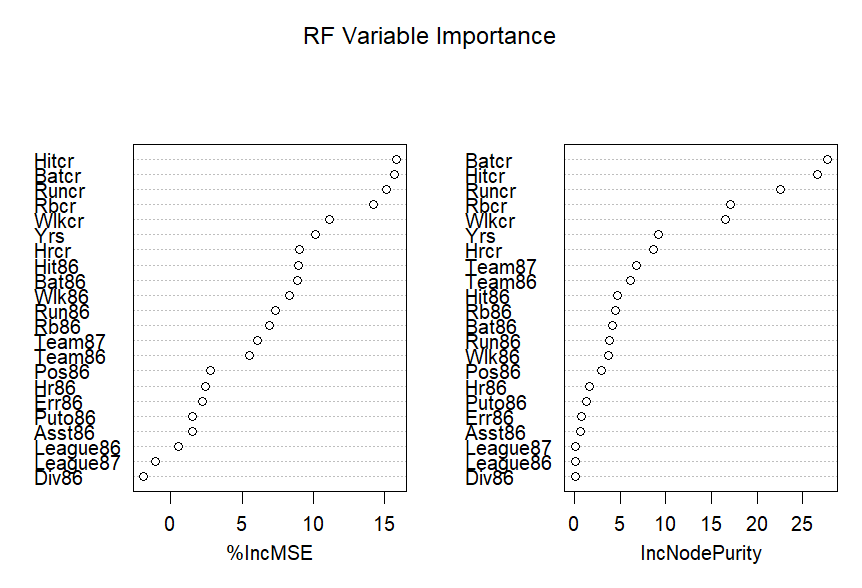 RF Variable Importance
Hitcr
Batcr
Runcr
Rbcr
Wlkcr
Yrs
Hrcr
Hit86
Bat86
Wlk86
Run86
Rb86
Team87
Team86
Pos86
Hr86
Err86
Puto86
Asst86
League86
League87
Div86
0 5 10 15
%IncMSE
Batcr
Hitcr
Runcr
Rbcr
Wlkcr
Yrs
Hrcr
Team87
Team86
Hit86
Rb86
Bat86
Run86
Wlk86
Pos86
Hr86
Puto86
Err86
Asst86
League87
League86
Div86
0 5 10 15 20 25
IncNodePurity